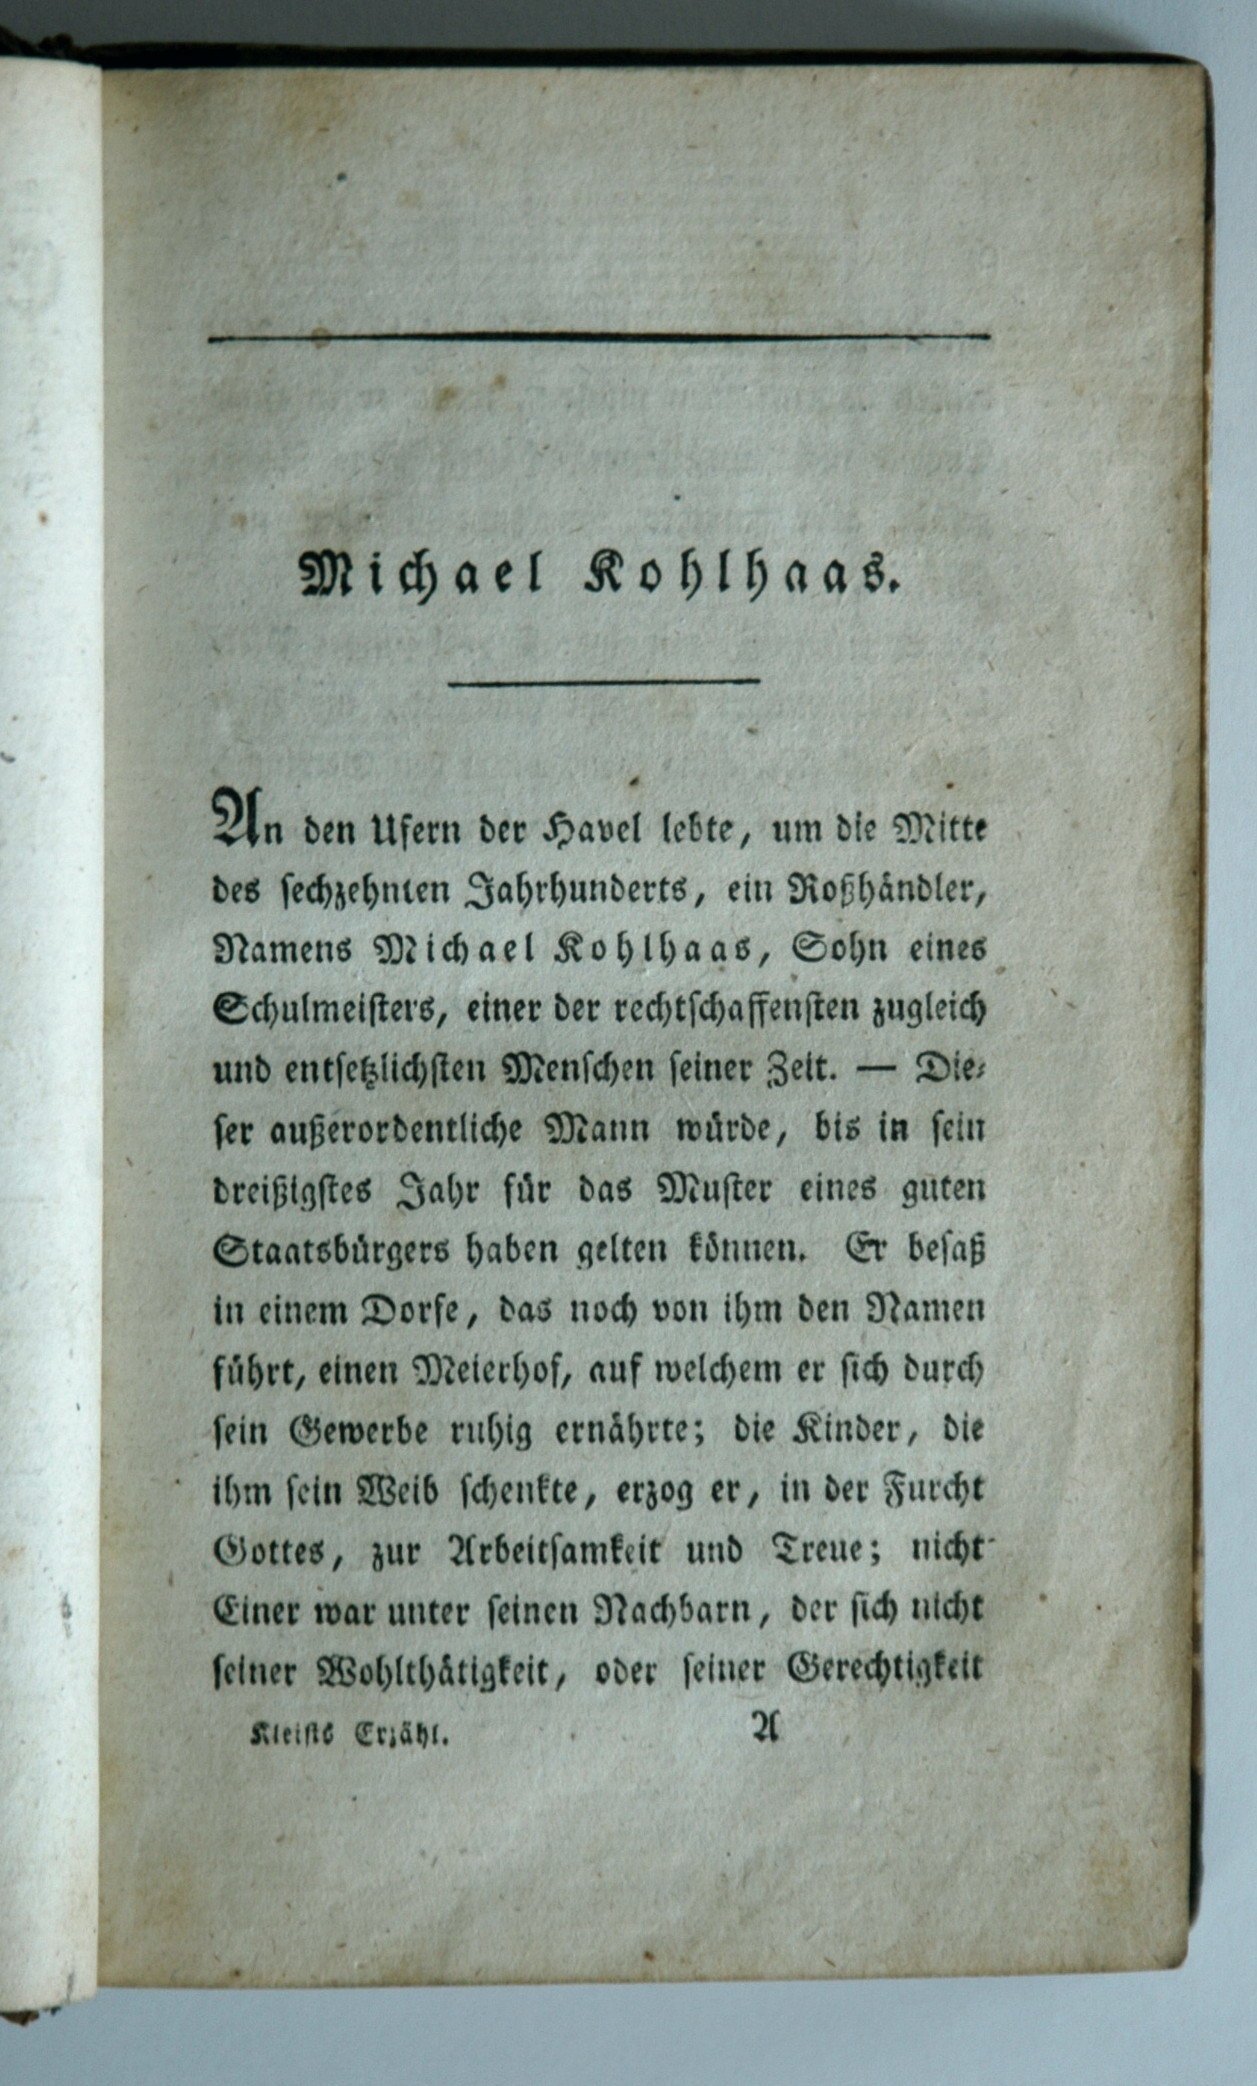 Michael Kohlhaas.
An den Ufern der Havel lebte, um die Mitte
des sechzehnten Jahrhunderts, ein Roßhändler,
Namens Michael Kohlhaas, Sohn eines
Schulmeisters, einer der rechtschaffensten zugleich
und entsetzlichsten Menschen seiner Zeit. — Die⸗
ser außerordentliche Mann würde, bis in sein
dreißigstes Jahr für das Muster eines guten
Staatsbürgers haben gelten können. Er besaß
in einem Dorfe, das noch von ihm den Namen
führt, einen Meierhof, auf welchem er sich durch
sein Gewerbe ruhig ernährte; die Kinder, die
ihm sein Weib schenkte, erzog er, in der Furcht
Gottes, zur Arbeitsamkeit und Treue; nicht
Einer war unter seinen Nachbarn, der sich nicht
seiner Wohlthätigkeit, oder seiner Gerechtigkeit
Kleists Erzähl. A